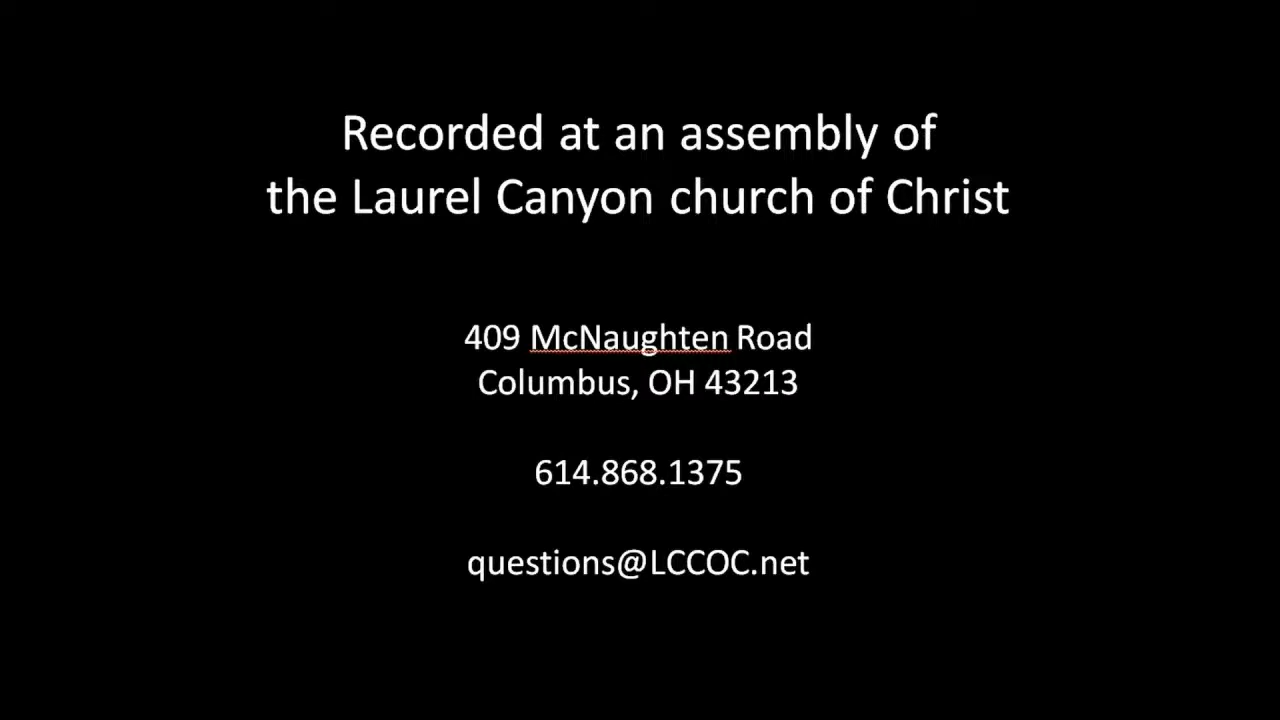 Recorded at an assembly of
the Laurel Canyon church of Christ
409 McNaughten Road
Columbus, OH 43213
614.868.1375
questions@LCCOC.net